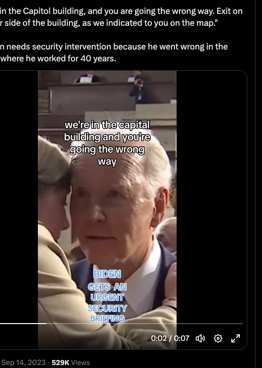 in the Capitol building, and you are going the wrong way. Exit on
r side of the building, as we indicated to you on the map."
n needs security intervention because he went wrong in the
where he worked for 40 years.
we're in the capital
building and you're
going the wrong
way
BIDEN
GETS AN
URGENT
SECURITY
BRIEFING
0:02 / 0:07
Sep 14, 2023 · 529K Views